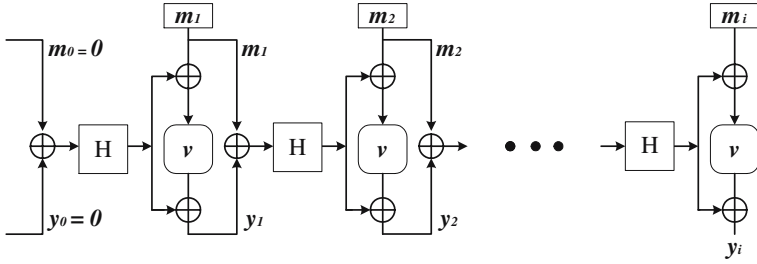 m₁
m₂
mᵢ
m₀ = 0
m₁
m₂
H
v
H
v
H
v
y₀ = 0
y₁
y₂
yᵢ